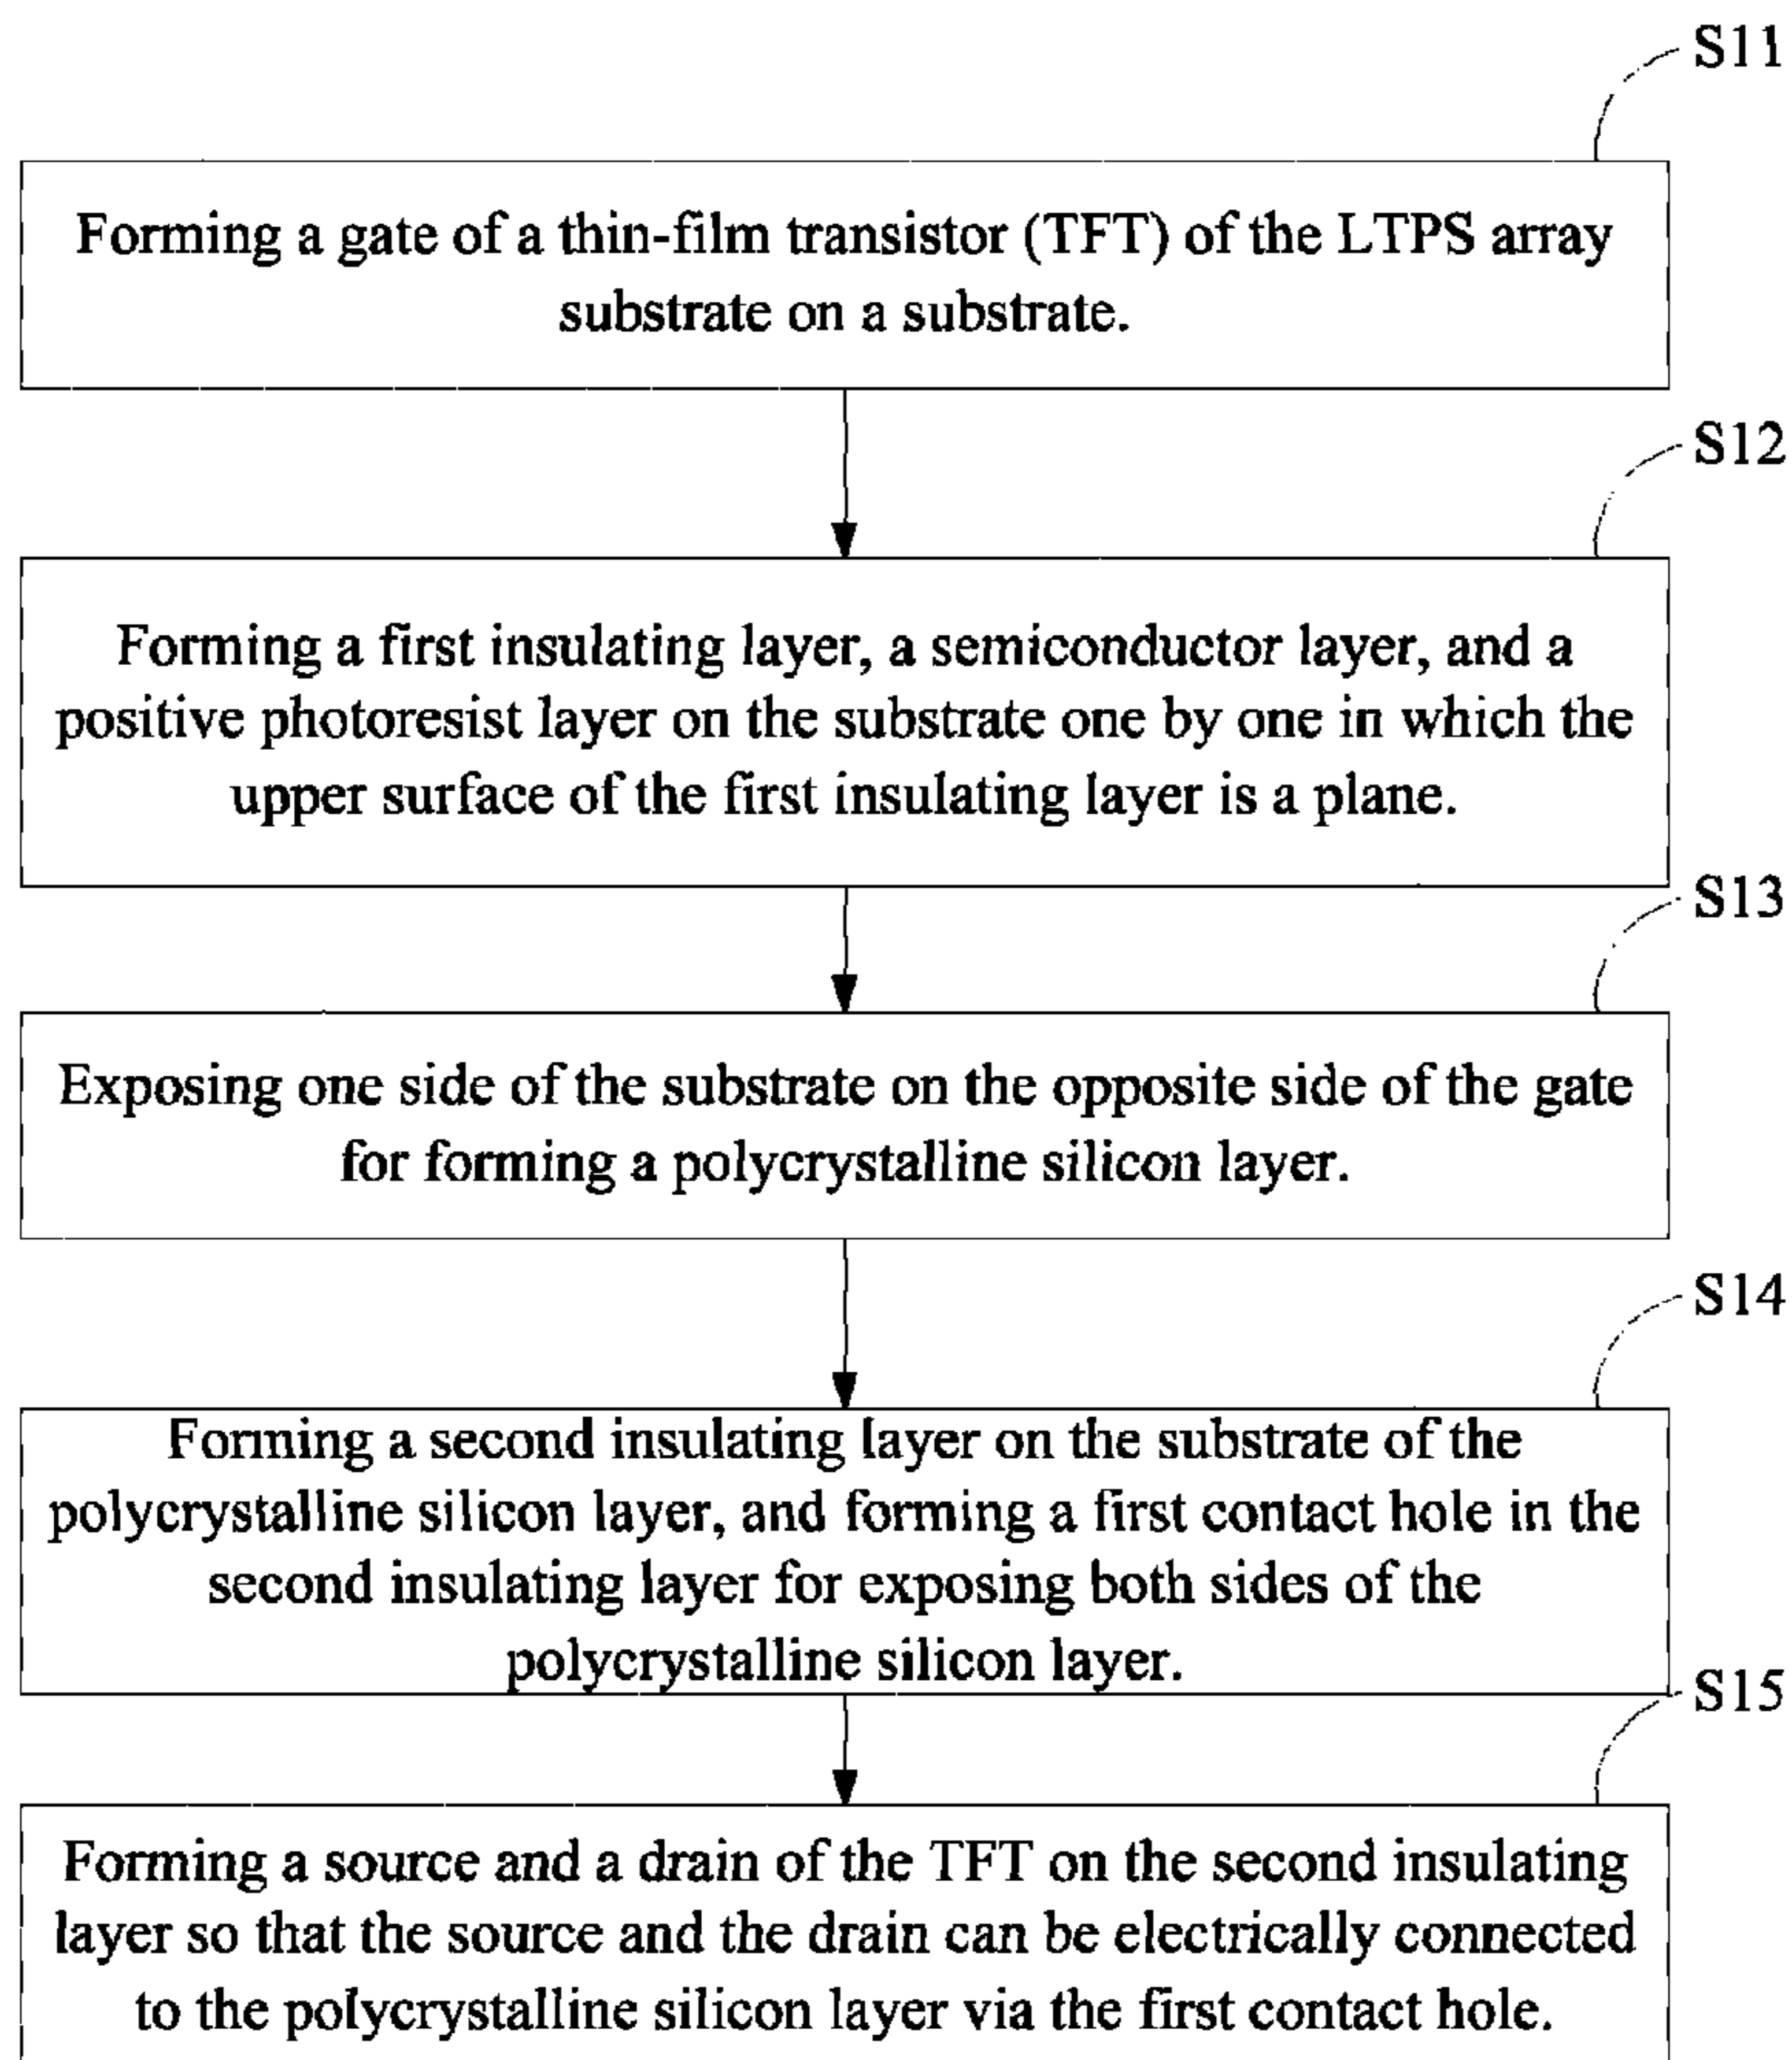 S11
Forming a gate of a thin-film transistor (TFT) of the LTPS array
substrate on a substrate.
S12
Forming a first insulating layer, a semiconductor layer, and a
positive photoresist layer on the substrate one by one in which the
upper surface of the first insulating layer is a plane.
S13
Exposing one side of the substrate on the opposite side of the gate
for forming a polycrystalline silicon layer.
S14
Forming a second insulating layer on the substrate of the
polycrystalline silicon layer, and forming a first contact hole in the
second insulating layer for exposing both sides of the
polycrystalline silicon layer.
S15
Forming a source and a drain of the TFT on the second insulating
layer so that the source and the drain can be electrically connected
to the polycrystalline silicon layer via the first contact hole.